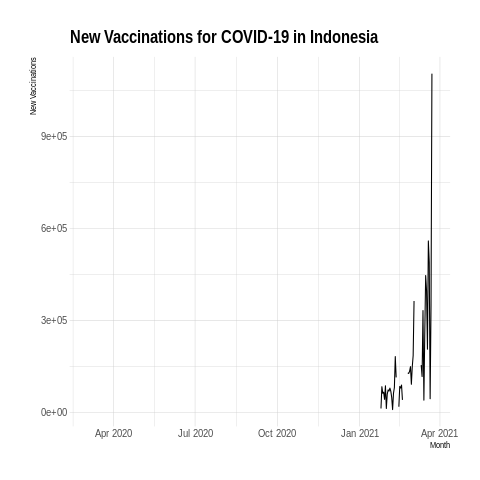 New Vaccinations for COVID-19 in Indonesia
New Vaccinations
9e+05
6e+05
3e+05
0e+00
Apr 2020 Jul 2020 Oct 2020 Jan 2021 Apr 2021
Month